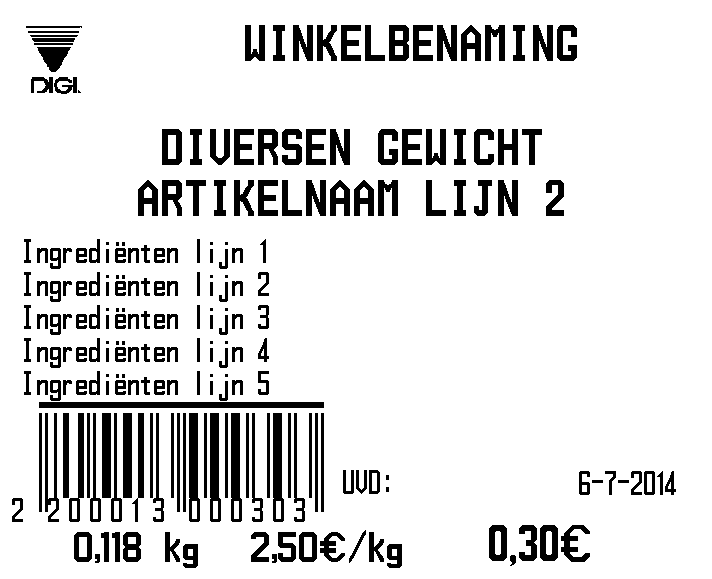 DIGI.
WINKELBENAMING
DIVERSEN GEWICHT
ARTIKELNAAM LIJN 2
Ingrediënten lijn 1
Ingrediënten lijn 2
Ingrediënten lijn 3
Ingrediënten lijn 4
Ingrediënten lijn 5
UVD: 6-7-2014
2 200013 000303
0,118 kg 2,50€/kg 0,30€